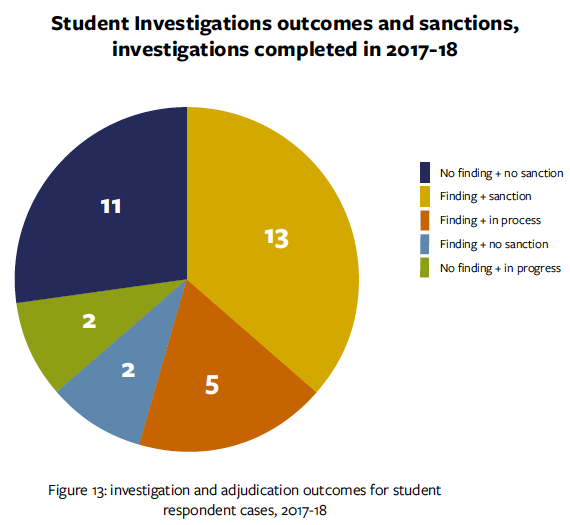 Student Investigations outcomes and sanctions,
investigations completed in 2017-18
11
13
2
2
5
No finding + no sanction
Finding + sanction
Finding + in process
Finding + no sanction
No finding + in progress
Figure 13: investigation and adjudication outcomes for student
respondent cases, 2017-18